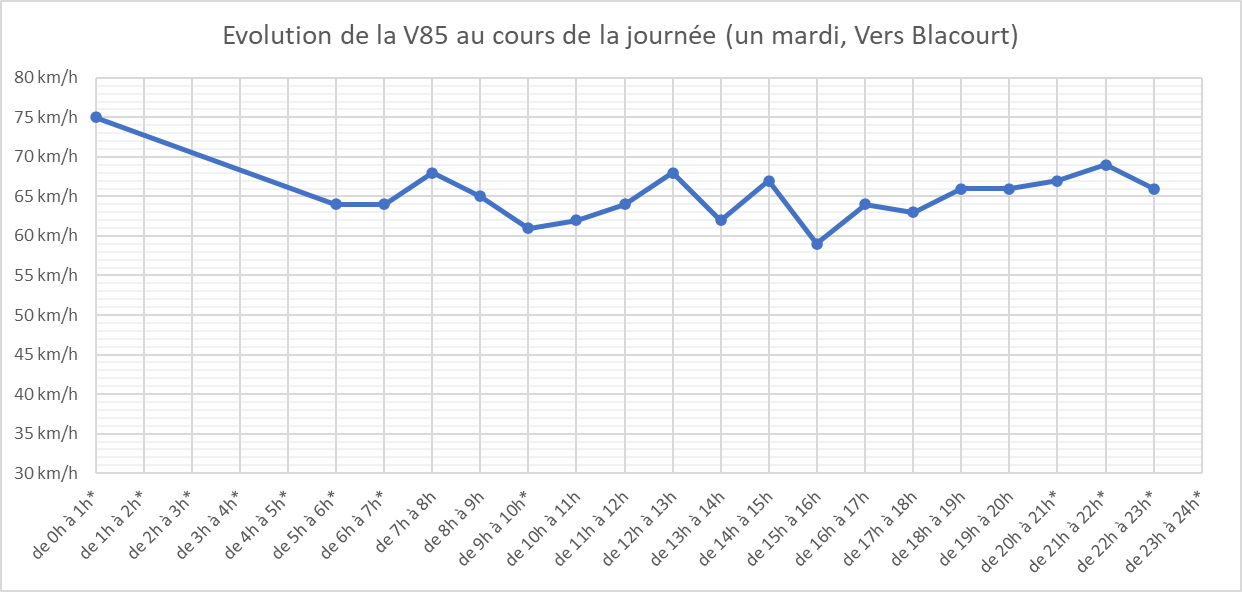 Evolution de la V85 au cours de la journée (un mardi, Vers Blacourt)
80 km/h
75 km/h
70 km/h
65 km/h
60 km/h
55 km/h
50 km/h
45 km/h
40 km/h
35 km/h
30 km/h
de 0h à 1h*
de 1h à 2h*
de 2h à 3h*
de 3h à 4h*
de 4h à 5h*
de 5h à 6h*
de 6h à 7h*
de 7h à 8h
de 8h à 9h
de 9h à 10h*
de 10h à 11h
de 11h à 12h
de 12h à 13h
de 13h à 14h
de 14h à 15h
de 15h à 16h
de 16h à 17h
de 17h à 18h
de 18h à 19h
de 19h à 20h
de 20h à 21h*
de 21h à 22h*
de 22h à 23h*
de 23h à 24h*